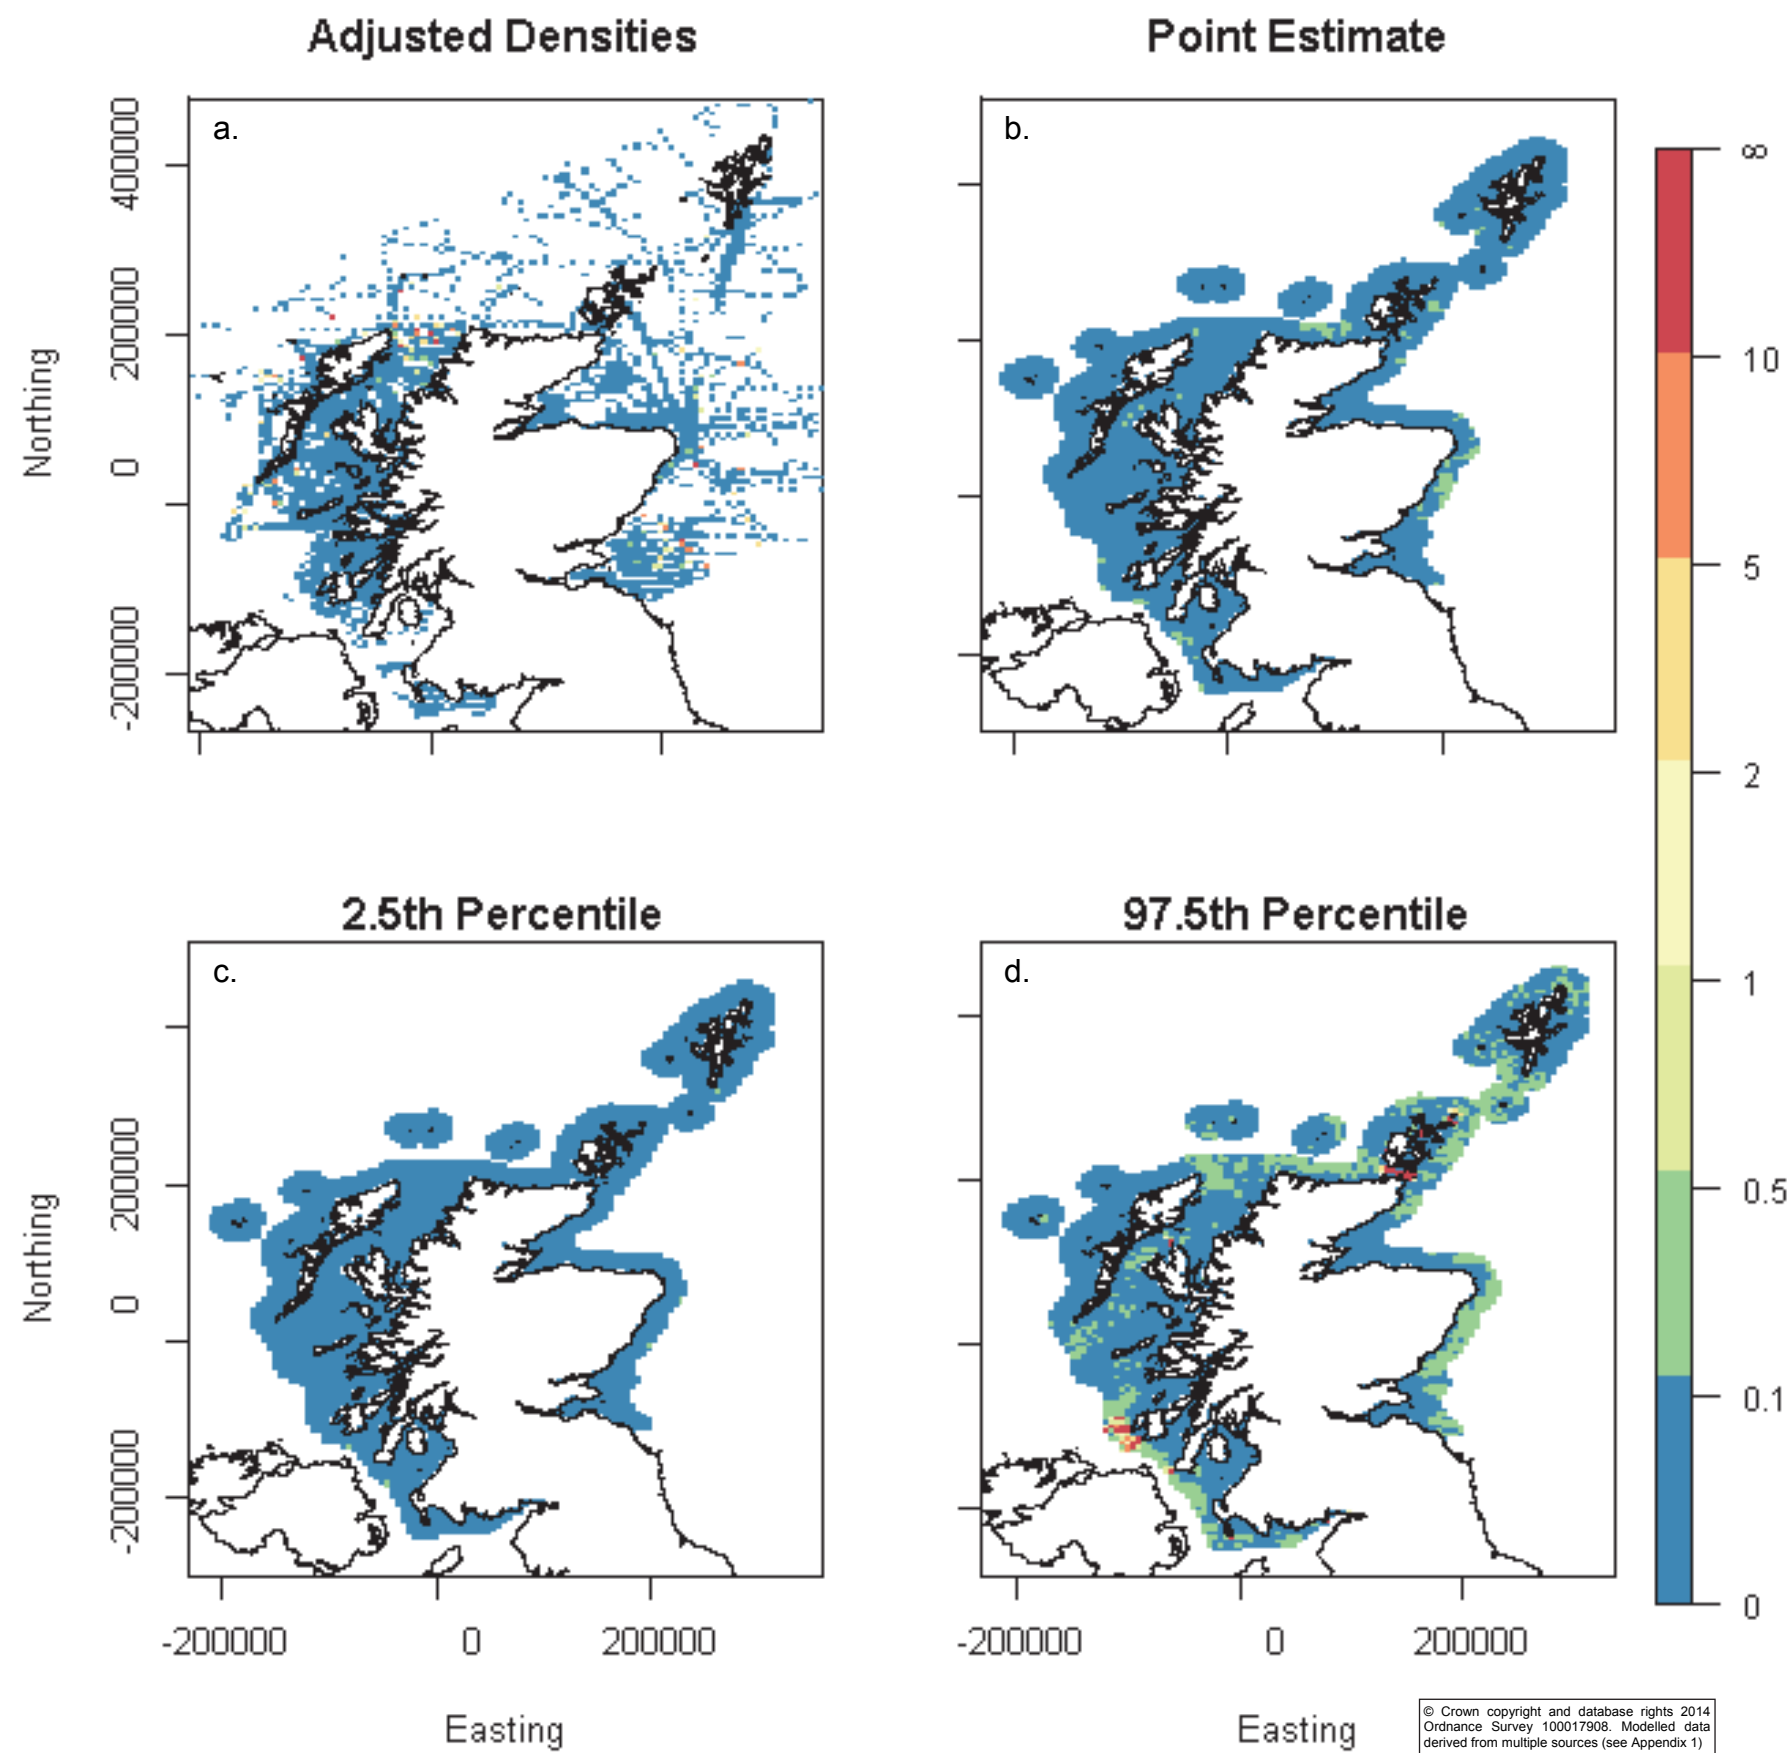 Adjusted Densities
Point Estimate
a.
b.
Northing
400000
200000
0
-200000
∞
10
5
2
1
0.5
0.1
0
2.5th Percentile
97.5th Percentile
c.
d.
Northing
200000
0
-200000
-200000 0 200000
-200000 0 200000
Easting
Easting
© Crown copyright and database rights 2014
Ordnance Survey 100017908. Modelled data
derived from multiple sources (see Appendix 1)